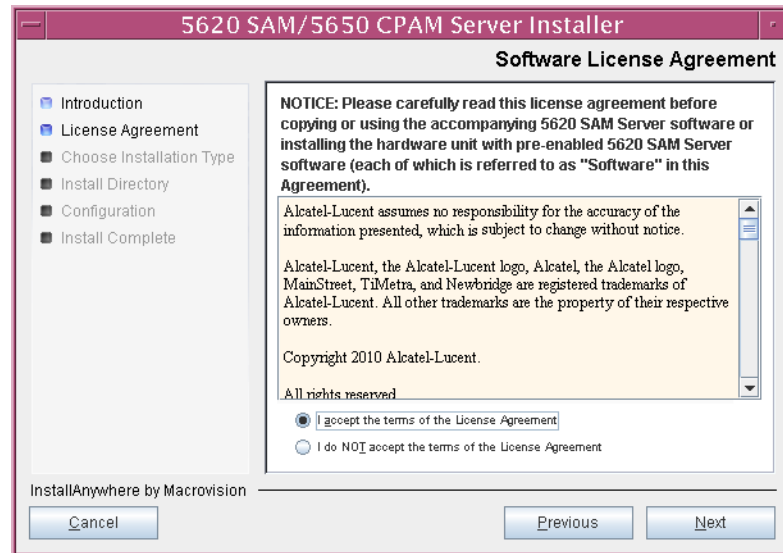 5620 SAM/5650 CPAM Server Installer
Software License Agreement
Introduction
License Agreement
Choose Installation Type
Install Directory
Configuration
Install Complete
NOTICE: Please carefully read this license agreement before
copying or using the accompanying 5620 SAM Server software or
installing the hardware unit with pre-enabled 5620 SAM Server
software (each of which is referred to as "Software" in this
Agreement).
Alcatel-Lucent assumes no responsibility for the accuracy of the
information presented, which is subject to change without notice.
Alcatel-Lucent, the Alcatel-Lucent logo, Alcatel, the Alcatel logo,
MainStreet, TiMetra, and Newbridge are registered trademarks of
Alcatel-Lucent. All other trademarks are the property of their respective
owners.
Copyright 2010 Alcatel-Lucent.
All rights reserved
I accept the terms of the License Agreement
I do NOT accept the terms of the License Agreement
InstallAnywhere by Macrovision
Cancel
Previous
Next